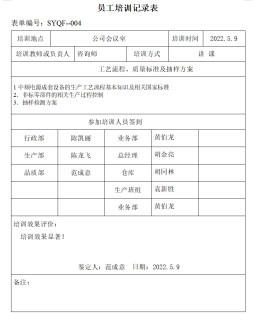 员工培训记录表
表单编号：SYQF-004
培训地点 公司会议室 培训时间 2022.5.9
培训教师或负责人 咨询师 培训方式 讲 课
工艺流程、质量标准及抽样方案
1 中频电源成套设备的生产工艺流程基本知识及相关国家标准
2. 非标零部件的相关生产过程控制
3. 抽样检测方案
参加培训人员签到
行政部 陈凯丽 业务部 黄伯龙
生产部 陈龙飞 总经理 胡金亮
品质部 范成意 仓库 胡同林
生产班组 袁新胜
业务部 黄伯龙
培训效果评价：
培训效果显著！
鉴定人：范成意 日期：2022.5.9
备注：